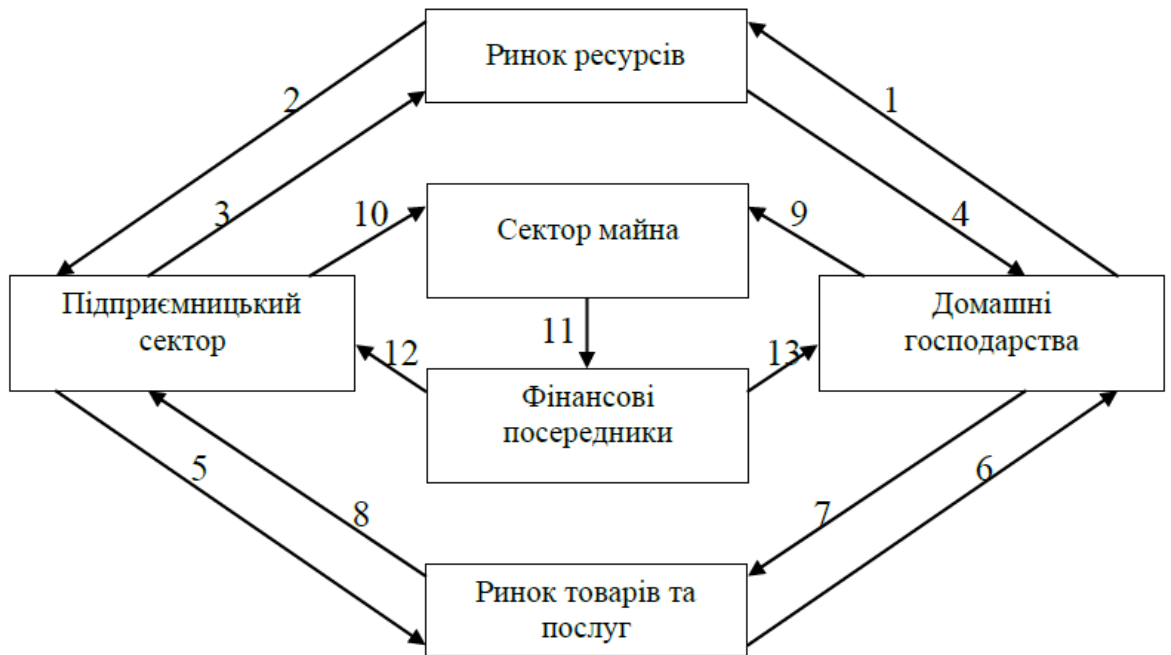 Ринок ресурсів
2
1
3
10
Сектор майна
9
4
Підприємницький
сектор
11
Домашні
господарства
12
13
Фінансові
посередники
5
8
7
6
Ринок товарів та
послуг